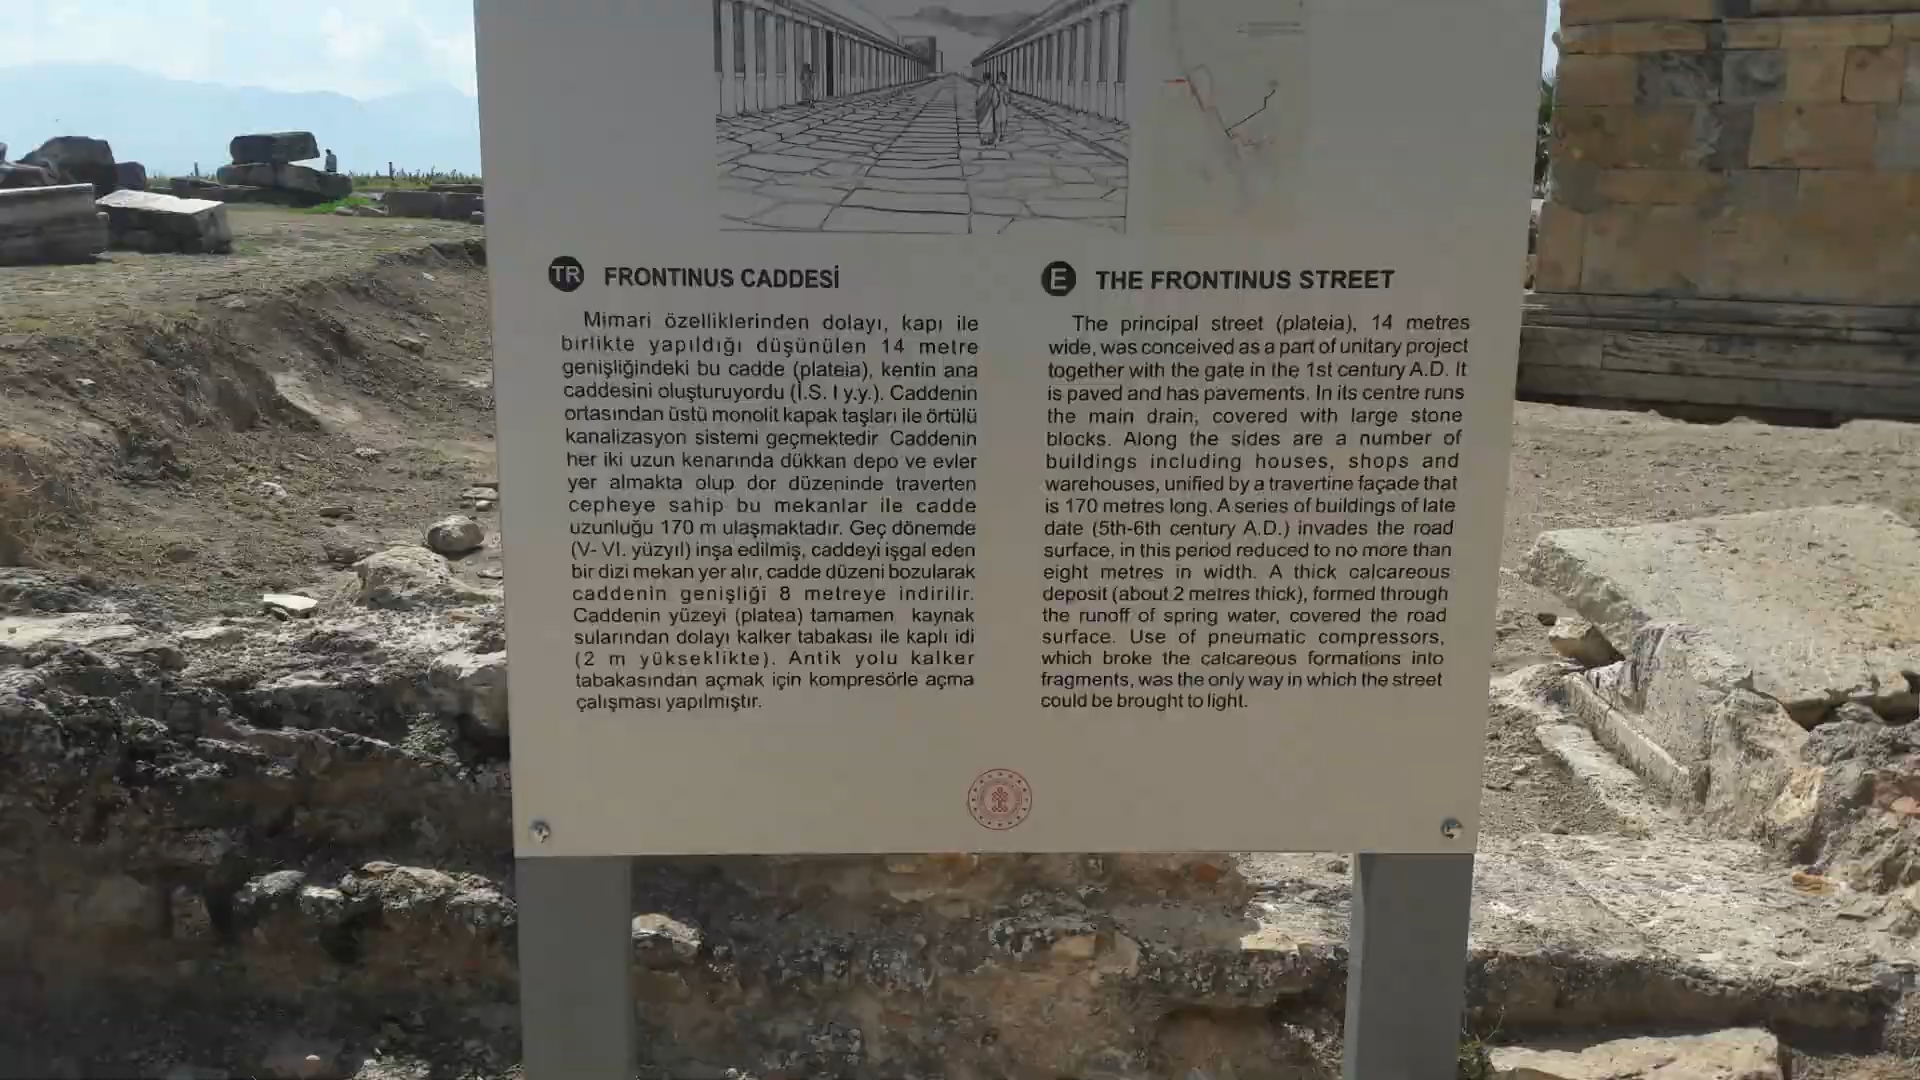 TR FRONTINUS CADDESİ
Mimari özelliklerinden dolayı, kapı ile
birlikte yapıldığı düşünülen 14 metre
genişliğindeki bu cadde (plateia), kentin ana
caddesini oluşturuyordu (İ.S. I y.y.). Caddenin
ortasından üstü monolit kapak taşları ile örtülü
kanalizasyon sistemi geçmektedir. Caddenin
her iki uzun kenarında dükkan depo ve evler
yer almakta olup dor düzeninde traverten
cepheye sahip bu mekanlar ile cadde
uzunluğu 170 m ulaşmaktadır. Geç dönemde
(V- VI. yüzyıl) inşa edilmiş, caddeyi işgal eden
bir dizi mekan yer alır, cadde düzeni bozularak
caddenin genişliği 8 metreye indirilir.
Caddenin yüzeyi (platea) tamamen kaynak
sularından dolayı kalker tabakası ile kaplı idi
(2 m yükseklikte). Antik yolu kalker
tabakasından açmak için kompresörle açma
çalışması yapılmıştır.
E THE FRONTINUS STREET
The principal street (plateia), 14 metres
wide, was conceived as a part of unitary project
together with the gate in the 1st century A.D. It
is paved and has pavements. In its centre runs
the main drain, covered with large stone
blocks. Along the sides are a number of
buildings including houses, shops and
warehouses, unified by a travertine façade that
is 170 metres long. A series of buildings of late
date (5th-6th century A.D.) invades the road
surface, in this period reduced to no more than
eight metres in width. A thick calcareous
deposit (about 2 metres thick), formed through
the runoff of spring water, covered the road
surface. Use of pneumatic compressors,
which broke the calcareous formations into
fragments, was the only way in which the street
could be brought to light.